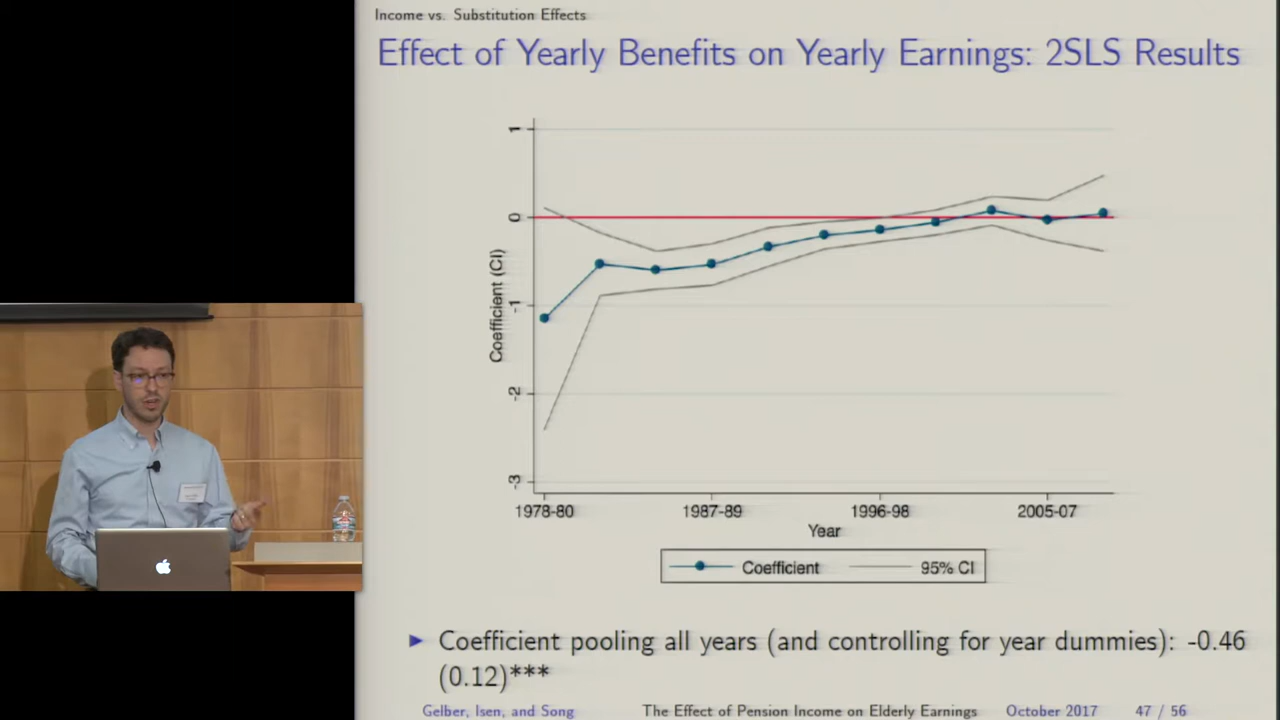 Income vs. Substitution Effects
Effect of Yearly Benefits on Yearly Earnings: 2SLS Results
1
0
-1
-2
-3
Coefficient (CI)
1978-80
1987-89
1996-98
2005-07
Year
Coefficient
95% CI
Coefficient pooling all years (and controlling for year dummies): -0.46
(0.12)***
Gelber, Isen, and Song
The Effect of Pension Income on Elderly Earnings
October 2017
47 / 56